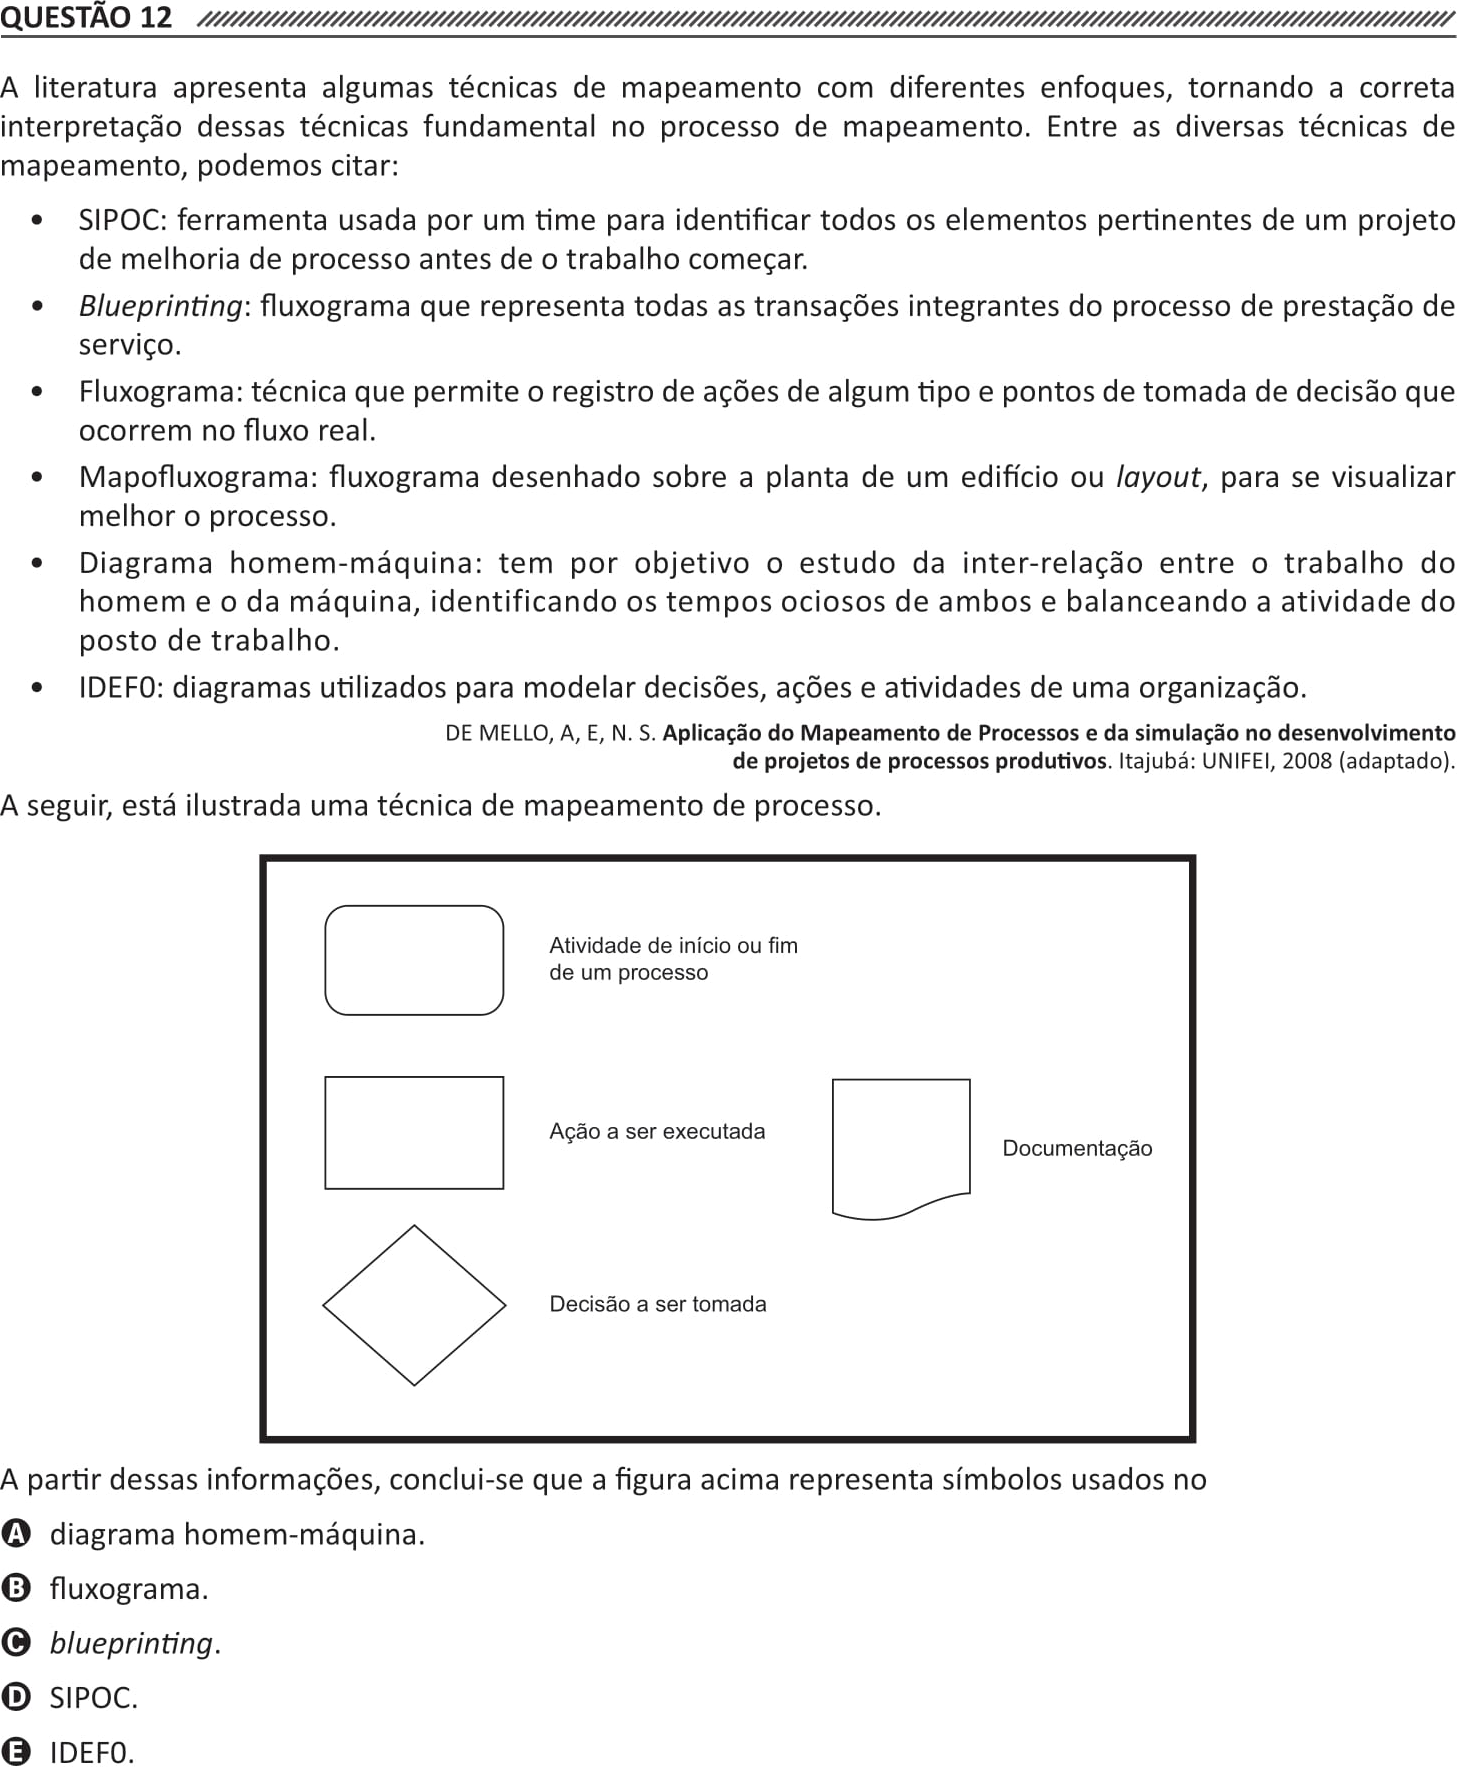 QUESTÃO 12
A literatura apresenta algumas técnicas de mapeamento com diferentes enfoques, tornando a correta
interpretação dessas técnicas fundamental no processo de mapeamento. Entre as diversas técnicas de
mapeamento, podemos citar:
• SIPOC: ferramenta usada por um time para identificar todos os elementos pertinentes de um projeto
de melhoria de processo antes de o trabalho começar.
• Blueprinting: fluxograma que representa todas as transações integrantes do processo de prestação de
serviço.
• Fluxograma: técnica que permite o registro de ações de algum tipo e pontos de tomada de decisão que
ocorrem no fluxo real.
• Mapofluxograma: fluxograma desenhado sobre a planta de um edifício ou layout, para se visualizar
melhor o processo.
• Diagrama homem-máquina: tem por objetivo o estudo da inter-relação entre o trabalho do
homem e o da máquina, identificando os tempos ociosos de ambos e balanceando a atividade do
posto de trabalho.
• IDEF0: diagramas utilizados para modelar decisões, ações e atividades de uma organização.
DE MELLO, A, E, N. S. Aplicação do Mapeamento de Processos e da simulação no desenvolvimento
de projetos de processos produtivos. Itajubá: UNIFEI, 2008 (adaptado).
A seguir, está ilustrada uma técnica de mapeamento de processo.
Atividade de início ou fim
de um processo
Ação a ser executada
Documentação
Decisão a ser tomada
A partir dessas informações, conclui-se que a figura acima representa símbolos usados no
A diagrama homem-máquina.
B fluxograma.
C blueprinting.
D SIPOC.
E IDEF0.